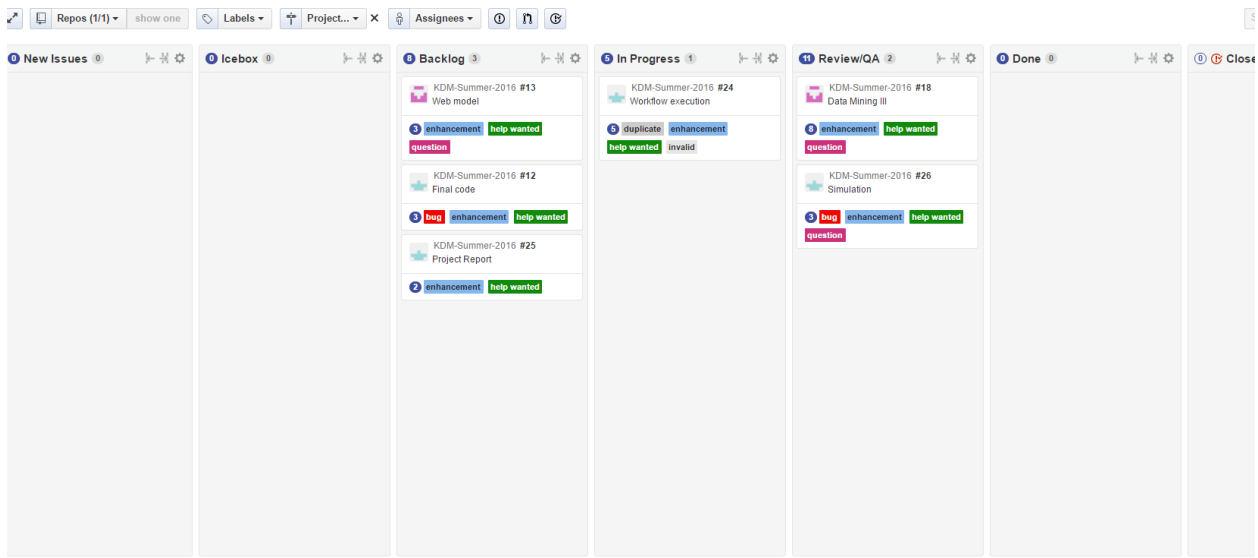 Repos (1/1) show one Labels Project... × Assignees
0 New Issues 0
0 Icebox 0
8 Backlog 3
KDM-Summer-2016 #13
Web model
3 enhancement help wanted
question
KDM-Summer-2016 #12
Final code
3 bug enhancement help wanted
KDM-Summer-2016 #25
Project Report
2 enhancement help wanted
5 In Progress 1
KDM-Summer-2016 #24
Workflow execution
5 duplicate enhancement
help wanted invalid
11 Review/QA 2
KDM-Summer-2016 #18
Data Mining III
8 enhancement help wanted
question
KDM-Summer-2016 #26
Simulation
3 bug enhancement help wanted
question
0 Done 0
0 Close